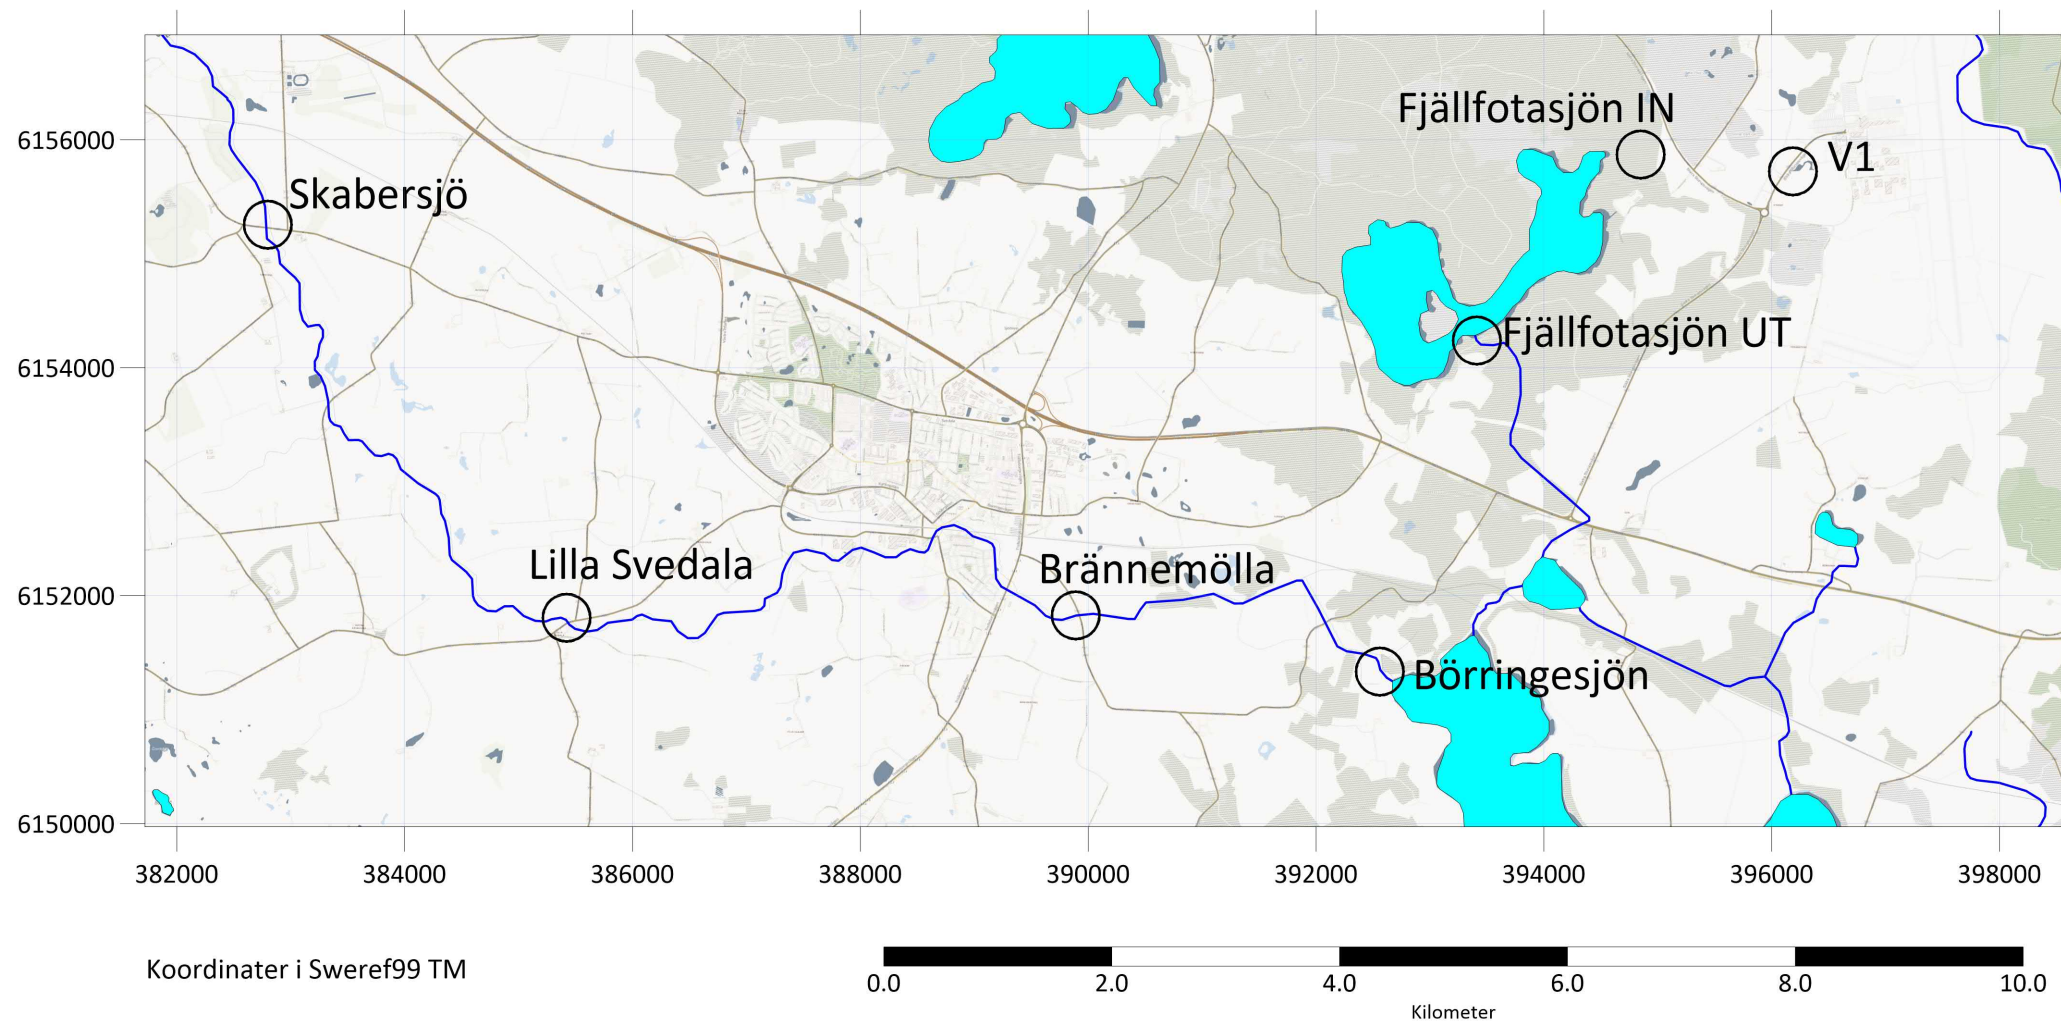 Fjällfotasjön IN
6156000
V1
Skabersjö
Fjällfotasjön UT
6154000
Lilla Svedala
Brännemölla
6152000
Börringesjön
6150000
382000 384000 386000 388000 390000 392000 394000 396000 398000
Koordinater i Sweref99 TM
0.0 2.0 4.0 6.0 8.0 10.0
Kilometer